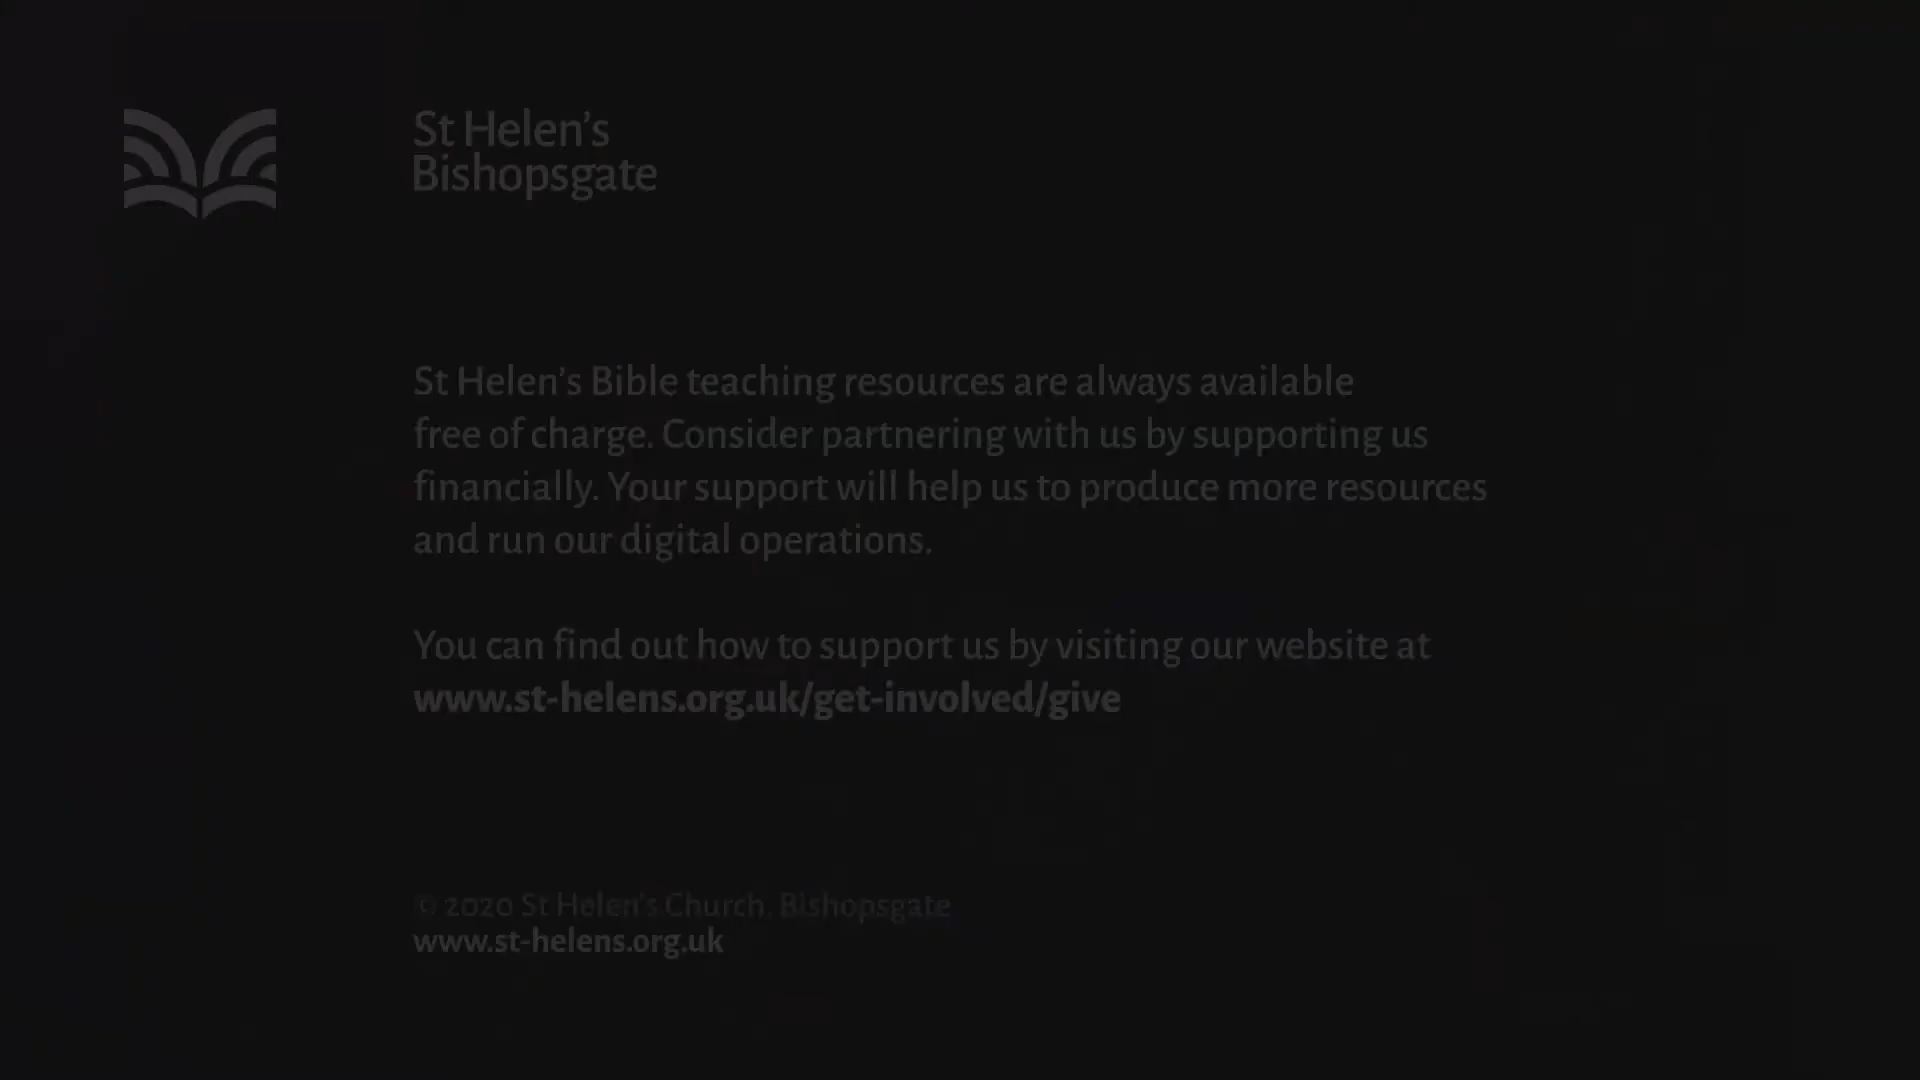 St Helen's
Bishopsgate
St Helen's Bible teaching resources are always available
free of charge. Consider partnering with us by supporting us
financially. Your support will help us to produce more resources
and run our digital operations.
You can find out how to support us by visiting our website at
www.st-helens.org.uk/get-involved/give
© 2020 St Helen's Church, Bishopsgate
www.st-helens.org.uk